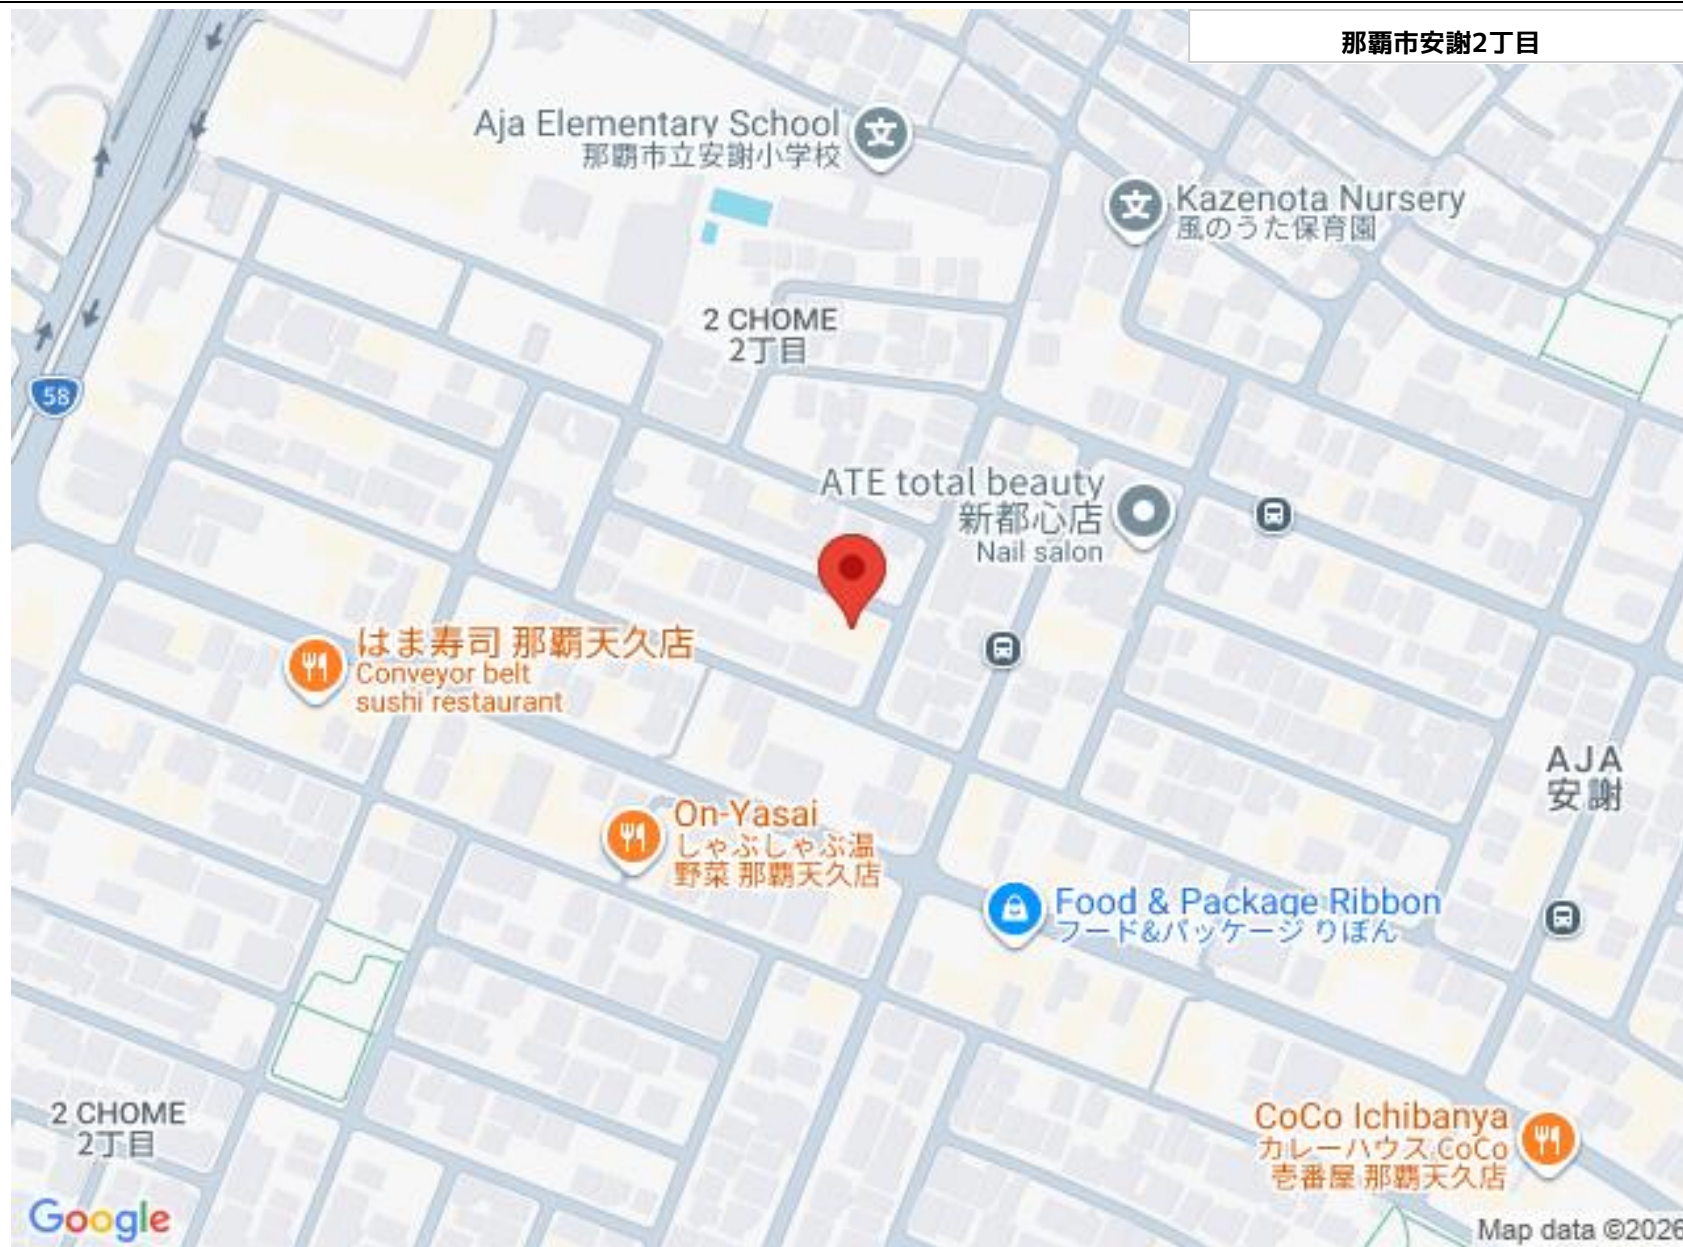 那覇市安謝2丁目
Aja Elementary School
那覇市立安謝小学校
Kazenota Nursery
風のうた保育園
2 CHOME
2丁目
58
ATE total beauty
新都心店
Nail salon
はま寿司 那覇天久店
Conveyor belt
sushi restaurant
AJA
安謝
On-Yasai
しゃぶしゃぶ温
野菜 那覇天久店
Food & Package Ribbon
フード&パッケージ りぼん
2 CHOME
2丁目
CoCo Ichibanya
カレーハウス CoCo
壱番屋 那覇天久店
Google
Map data ©2026